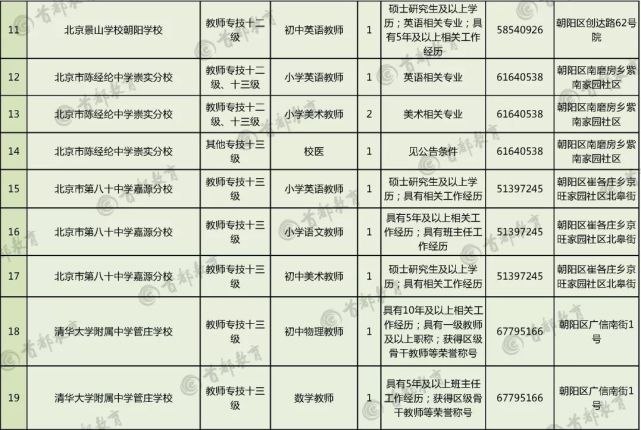 11 北京景山学校朝阳学校 教师专技十二级 初中英语教师 1 硕士研究生及以上学历；英语相关专业；具有5年及以上相关工作经历 58540926 朝阳区创达路62号院
12 北京市陈经纶中学崇实分校 教师专技十二级、十三级 小学英语教师 1 英语相关专业 61640538 朝阳区南磨房乡紫南家园社区
13 北京市陈经纶中学崇实分校 教师专技十二级、十三级 小学美术教师 2 美术相关专业 61640538 朝阳区南磨房乡紫南家园社区
14 北京市陈经纶中学崇实分校 其他专技十三级 校医 1 见公告条件 61640538 朝阳区南磨房乡紫南家园社区
15 北京市第八十中学嘉源分校 教师专技十三级 小学英语教师 1 硕士研究生及以上学历；具有相关工作经历 51397245 朝阳区崔各庄乡京旺家园社区北皋街
16 北京市第八十中学嘉源分校 教师专技十三级 小学语文教师 1 具有5年及以上相关工作经历；具有班主任工作经历 51397245 朝阳区崔各庄乡京旺家园社区北皋街
17 北京市第八十中学嘉源分校 教师专技十三级 初中美术教师 1 硕士研究生及以上学历；具有相关工作经历 51397245 朝阳区崔各庄乡京旺家园社区北皋街
18 清华大学附属中学管庄学校 教师专技十三级 初中物理教师 1 具有10年及以上相关工作经历；具有一级教师及以上职称；获得区级骨干教师等荣誉称号 67795166 朝阳区广信南街1号
19 清华大学附属中学管庄学校 教师专技十三级 数学教师 1 具有5年及以上班主任工作经历；获得区级骨干教师等荣誉称号 67795166 朝阳区广信南街1号
首都教育